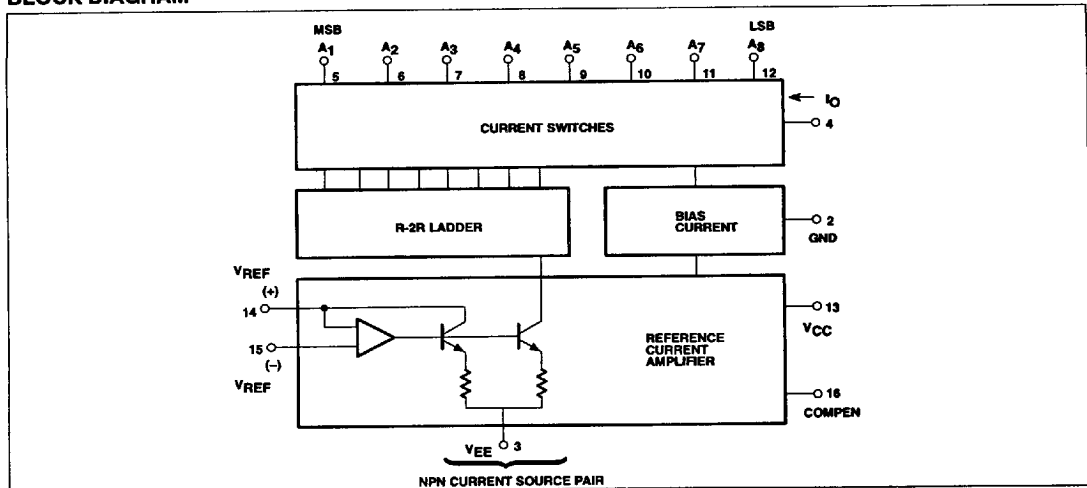 BLOCK DIAGRAM
MSB LSB
A1 A2 A3 A4 A5 A6 A7 A8
5 6 7 8 9 10 11 12
IO
CURRENT SWITCHES
4
R-2R LADDER
BIAS
CURRENT
2
GND
VREF
(+)
14
13
VCC
REFERENCE
CURRENT
AMPLIFIER
15
(–)
VREF
16
COMPEN
VEE 3
NPN CURRENT SOURCE PAIR